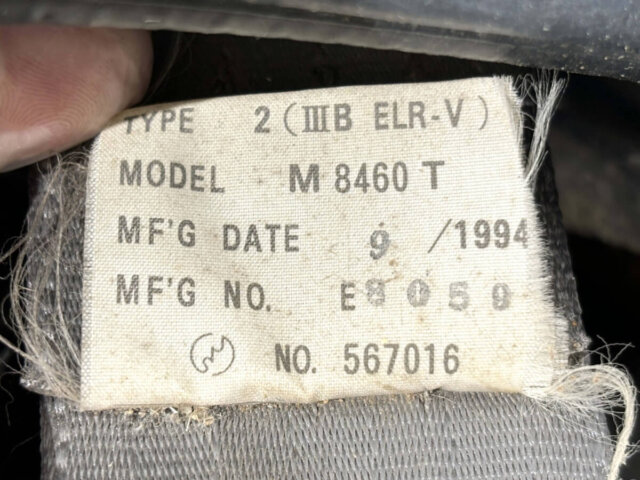 TYPE 2 (IIIB ELR-V)
MODEL M 8460 T
MF'G DATE 9 /1994
MF'G NO. E8059
NO. 567016